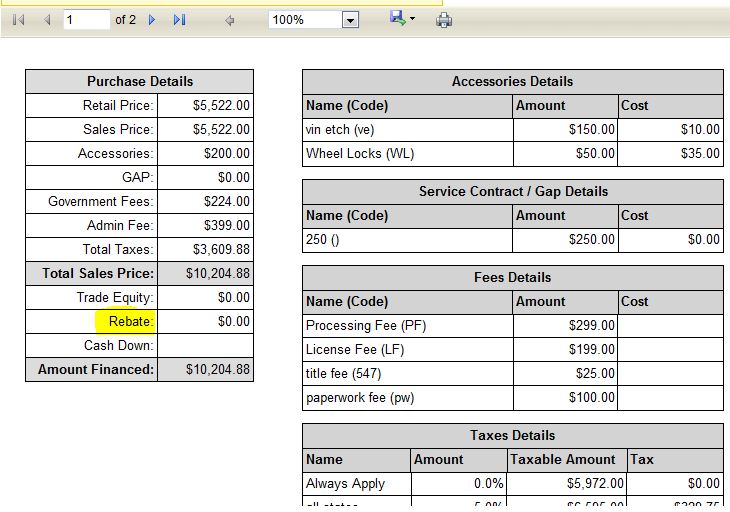 1 of 2 100%
Purchase Details
Retail Price: $5,522.00
Sales Price: $5,522.00
Accessories: $200.00
GAP: $0.00
Government Fees: $224.00
Admin Fee: $399.00
Total Taxes: $3,609.88
Total Sales Price: $10,204.88
Trade Equity: $0.00
Rebate: $0.00
Cash Down:
Amount Financed: $10,204.88
Accessories Details
Name (Code) Amount Cost
vin etch (ve) $150.00 $10.00
Wheel Locks (WL) $50.00 $35.00
Service Contract / Gap Details
Name (Code) Amount Cost
250 () $250.00 $0.00
Fees Details
Name (Code) Amount Cost
Processing Fee (PF) $299.00
License Fee (LF) $199.00
title fee (547) $25.00
paperwork fee (pw) $100.00
Taxes Details
Name Amount Taxable Amount Tax
Always Apply 0.0% $5,972.00 $0.00